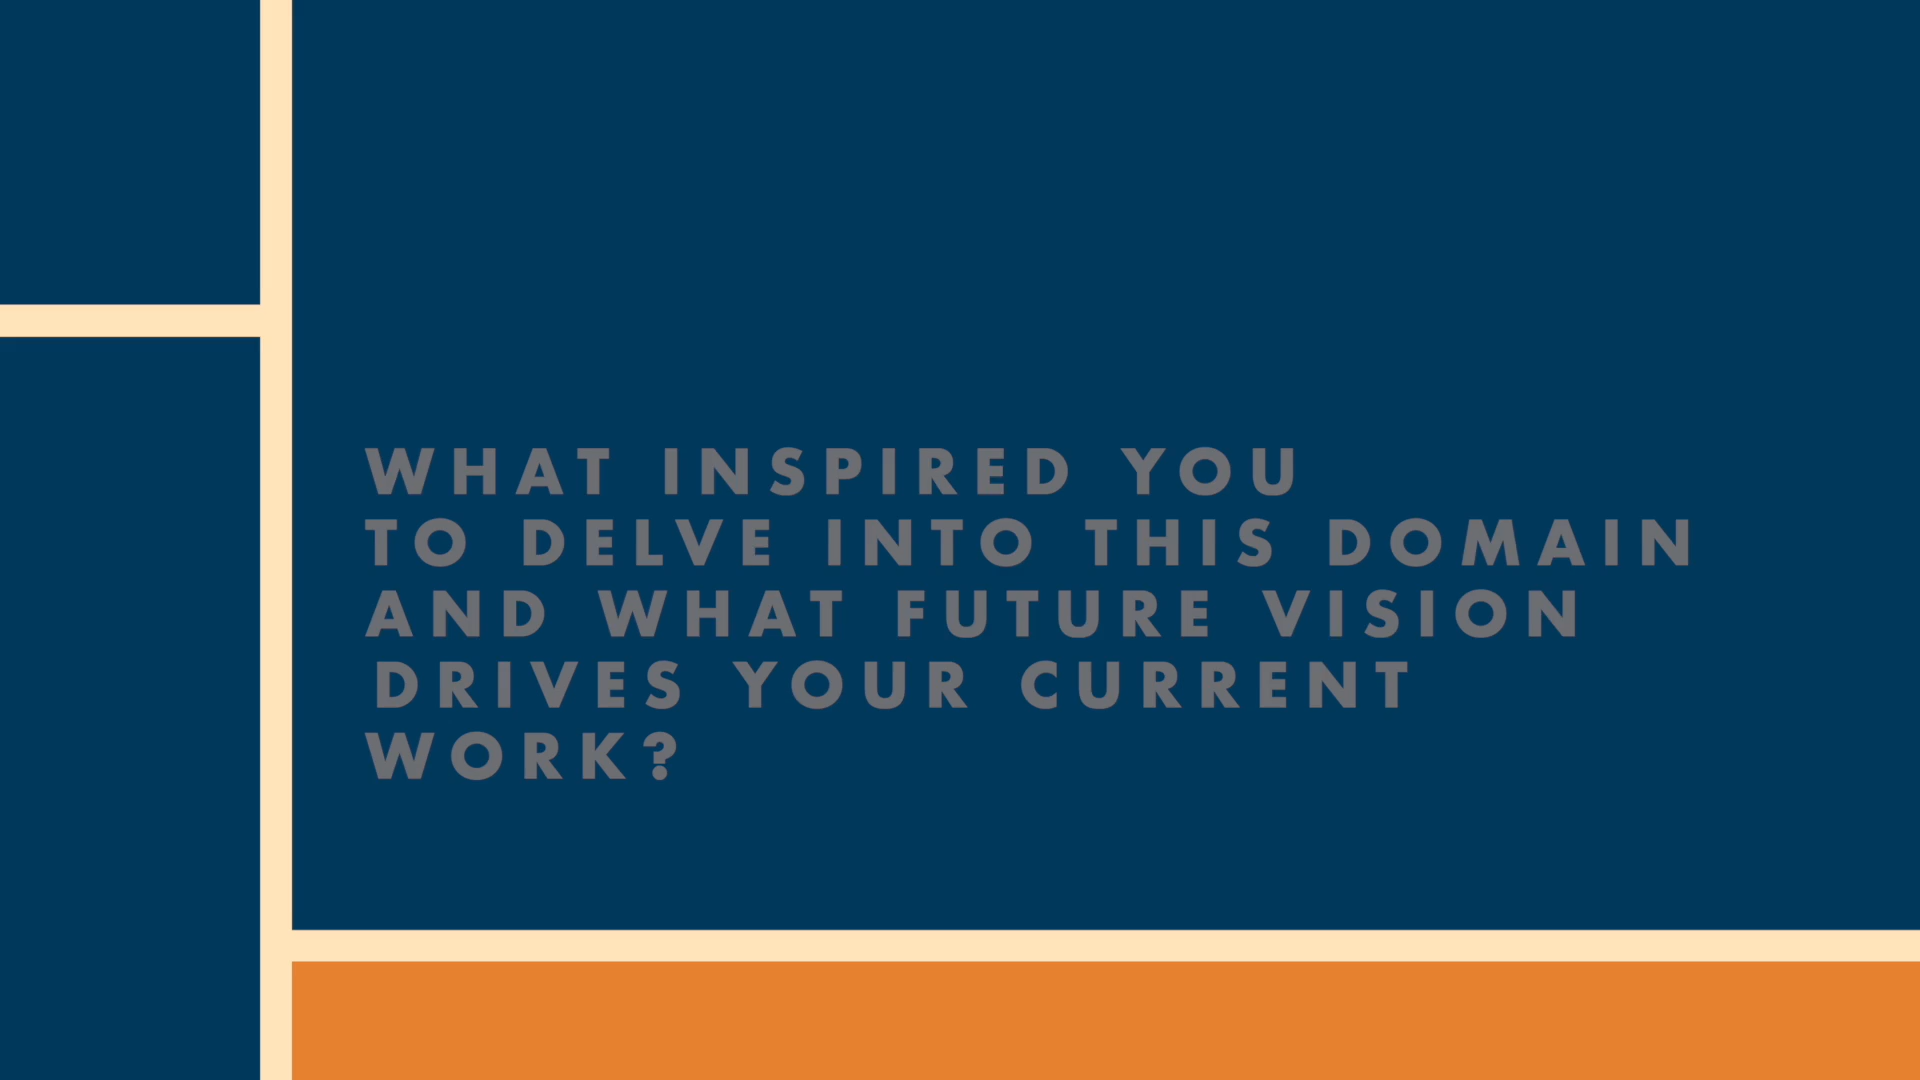 WHAT INSPIRED YOU
TO DELVE INTO THIS DOMAIN
AND WHAT FUTURE VISION
DRIVES YOUR CURRENT
WORK?